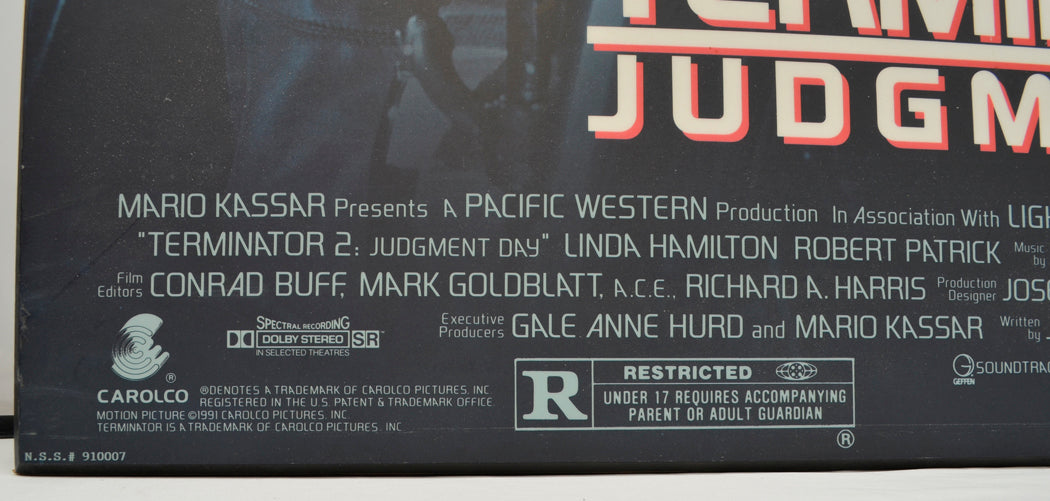 JUDGM
MARIO KASSAR Presents A PACIFIC WESTERN Production In Association With
"TERMINATOR 2: JUDGMENT DAY" LINDA HAMILTON ROBERT PATRICK Music by
Film Editors CONRAD BUFF, MARK GOLDBLATT, A.C.E., RICHARD A. HARRIS Production Designer
Executive Producers GALE ANNE HURD and MARIO KASSAR Written by
SPECTRAL RECORDING
DOLBY STEREO SR
IN SELECTED THEATRES
CAROLCO ®
®DENOTES A TRADEMARK OF CAROLCO PICTURES, INC
REGISTERED IN THE U.S. PATENT & TRADEMARK OFFICE.
MOTION PICTURE ©1991 CAROLCO PICTURES, INC.
TERMINATOR IS A TRADEMARK OF CAROLCO PICTURES, INC
R RESTRICTED
UNDER 17 REQUIRES ACCOMPANYING
PARENT OR ADULT GUARDIAN
®
GEFFEN
N.S.S.# 910007